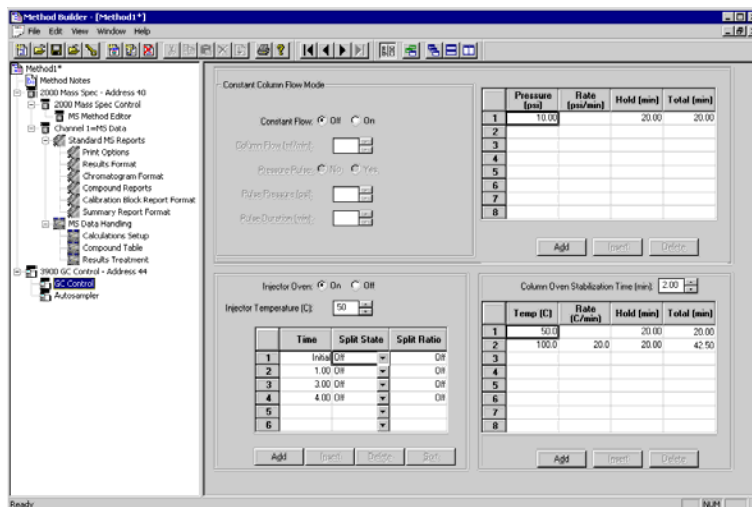 Method Builder - [Method1*]
File Edit View Window Help
Method1*
Method Notes
2000 Mass Spec - Address 40
2000 Mass Spec Control
MS Method Editor
Channel 1=MS Data
Standard MS Reports
Print Options
Results Format
Chromatogram Format
Compound Reports
Calibration Block Report Format
Summary Report Format
MS Data Handling
Calculations Setup
Compound Table
Results Treatment
3900 GC Control - Address 44
GC Control
Autosampler
Constant Column Flow Mode
Constant Flow: Off On
Column Flow (ml/min):
Pressure Pulse: No Yes
Pulse Pressure (psi):
Pulse Duration (min):
Pressure (psi) Rate (psi/min) Hold (min) Total (min)
1 10.00 20.00 20.00
2
3
4
5
6
7
8
Add Insert Delete
Injector Oven: On Off
Injector Temperature (C): 50
Time Split State Split Ratio
1 Initial Off Off
2 1.00 Off Off
3 3.00 Off Off
4 4.00 Off Off
5
6
Add Insert Delete Sort
Column Oven Stabilization Time (min): 2.00
Temp (C) Rate (C/min) Hold (min) Total (min)
1 50.0 20.00 20.00
2 100.0 20.0 20.00 42.50
3
4
5
6
7
8
Add Insert Delete
Ready
NUM